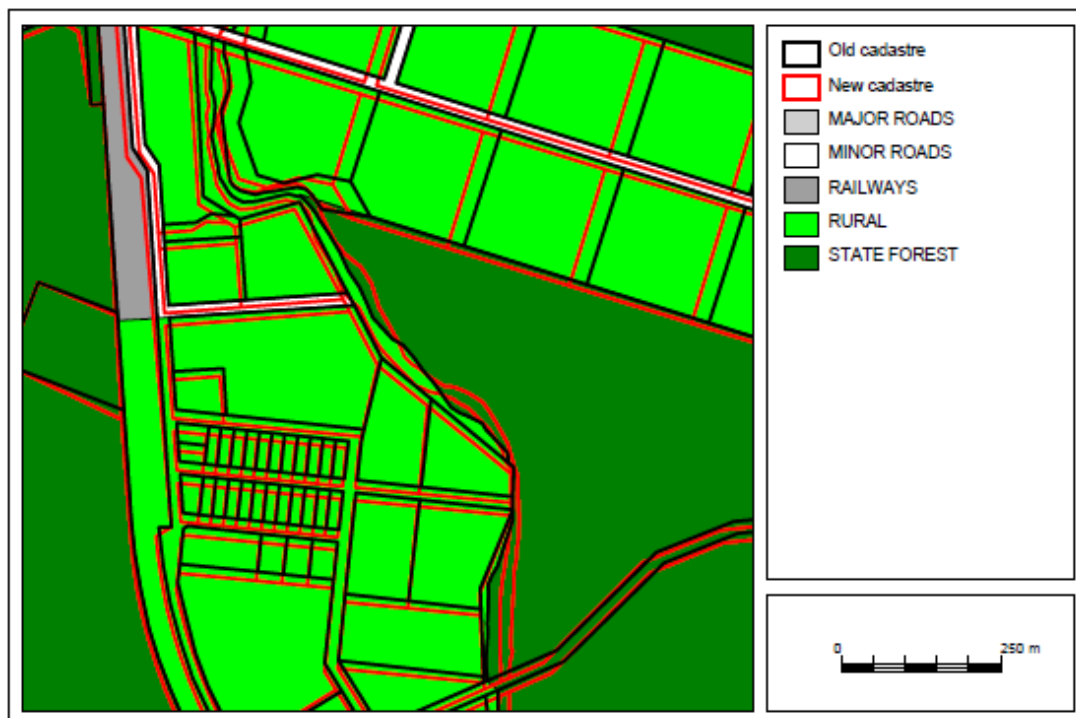 Old cadastre
New cadastre
MAJOR ROADS
MINOR ROADS
RAILWAYS
RURAL
STATE FOREST
0 250 m